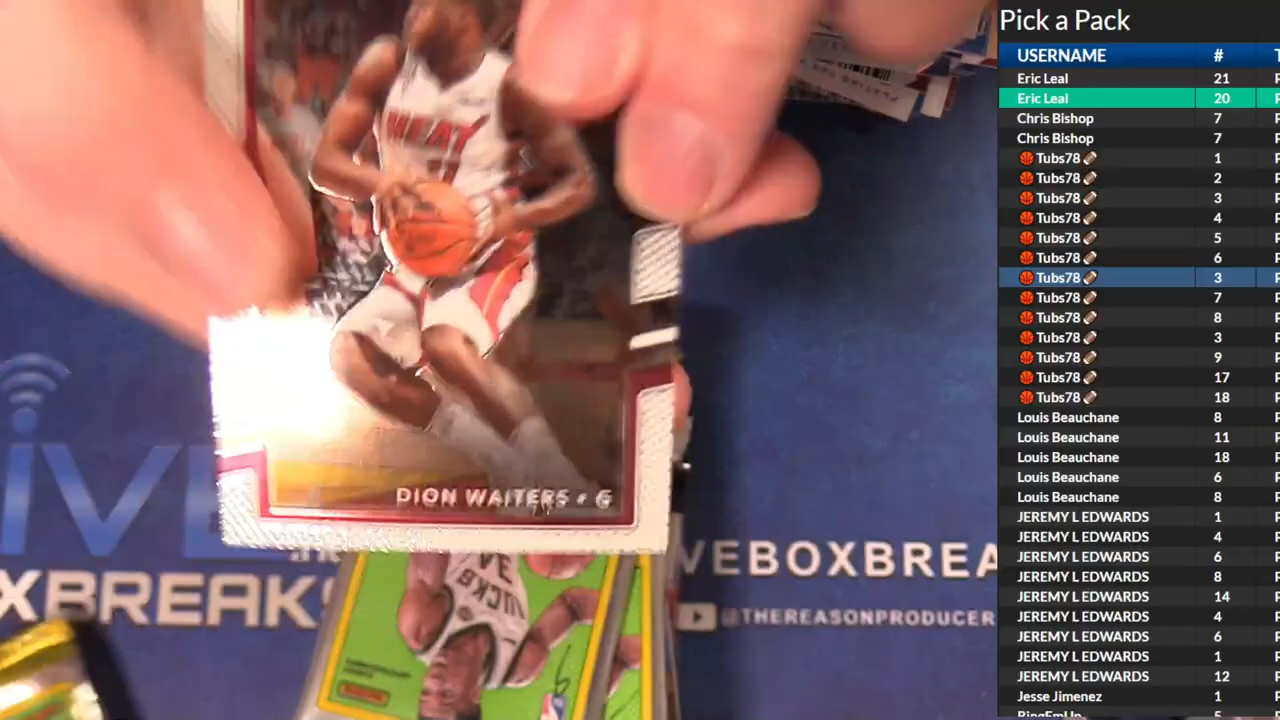 Pick a Pack
USERNAME #
Eric Leal 21
Eric Leal 20
Chris Bishop 7
Chris Bishop 7
Tubs78 1
Tubs78 2
Tubs78 3
Tubs78 4
Tubs78 5
Tubs78 6
Tubs78 3
Tubs78 7
Tubs78 8
Tubs78 3
Tubs78 9
Tubs78 17
Tubs78 18
Louis Beauchane 8
Louis Beauchane 11
Louis Beauchane 18
Louis Beauchane 6
Louis Beauchane 8
JEREMY L EDWARDS 1
JEREMY L EDWARDS 4
JEREMY L EDWARDS 6
JEREMY L EDWARDS 8
JEREMY L EDWARDS 14
JEREMY L EDWARDS 4
JEREMY L EDWARDS 6
JEREMY L EDWARDS 1
JEREMY L EDWARDS 12
Jesse Jimenez 1
HEAT
DION WAITERS • G
iVE
XBREAKS
VEBOXBREA
@THEREASONPRODUCER